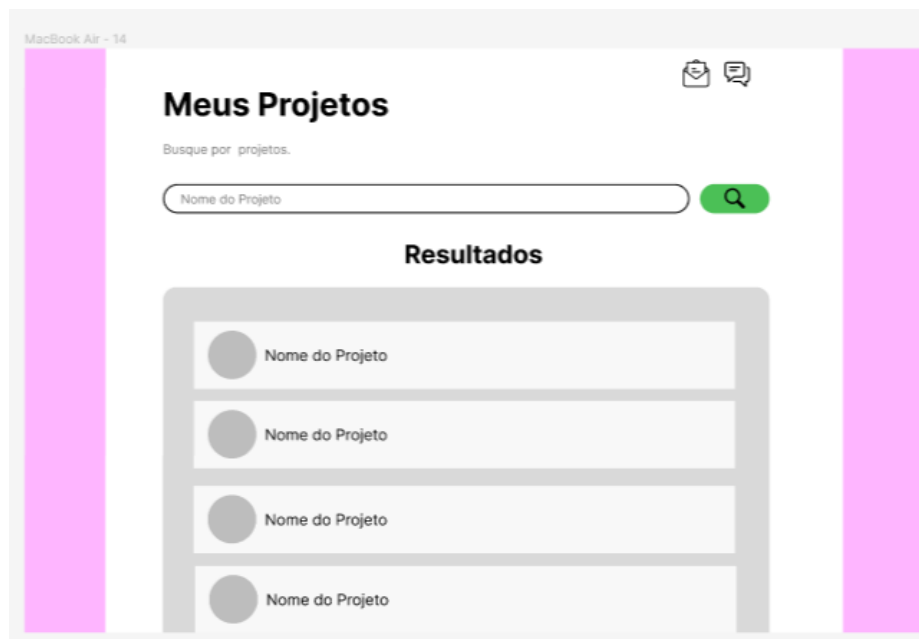 MacBook Air - 14
Meus Projetos
Busque por projetos.
Nome do Projeto
Resultados
Nome do Projeto
Nome do Projeto
Nome do Projeto
Nome do Projeto